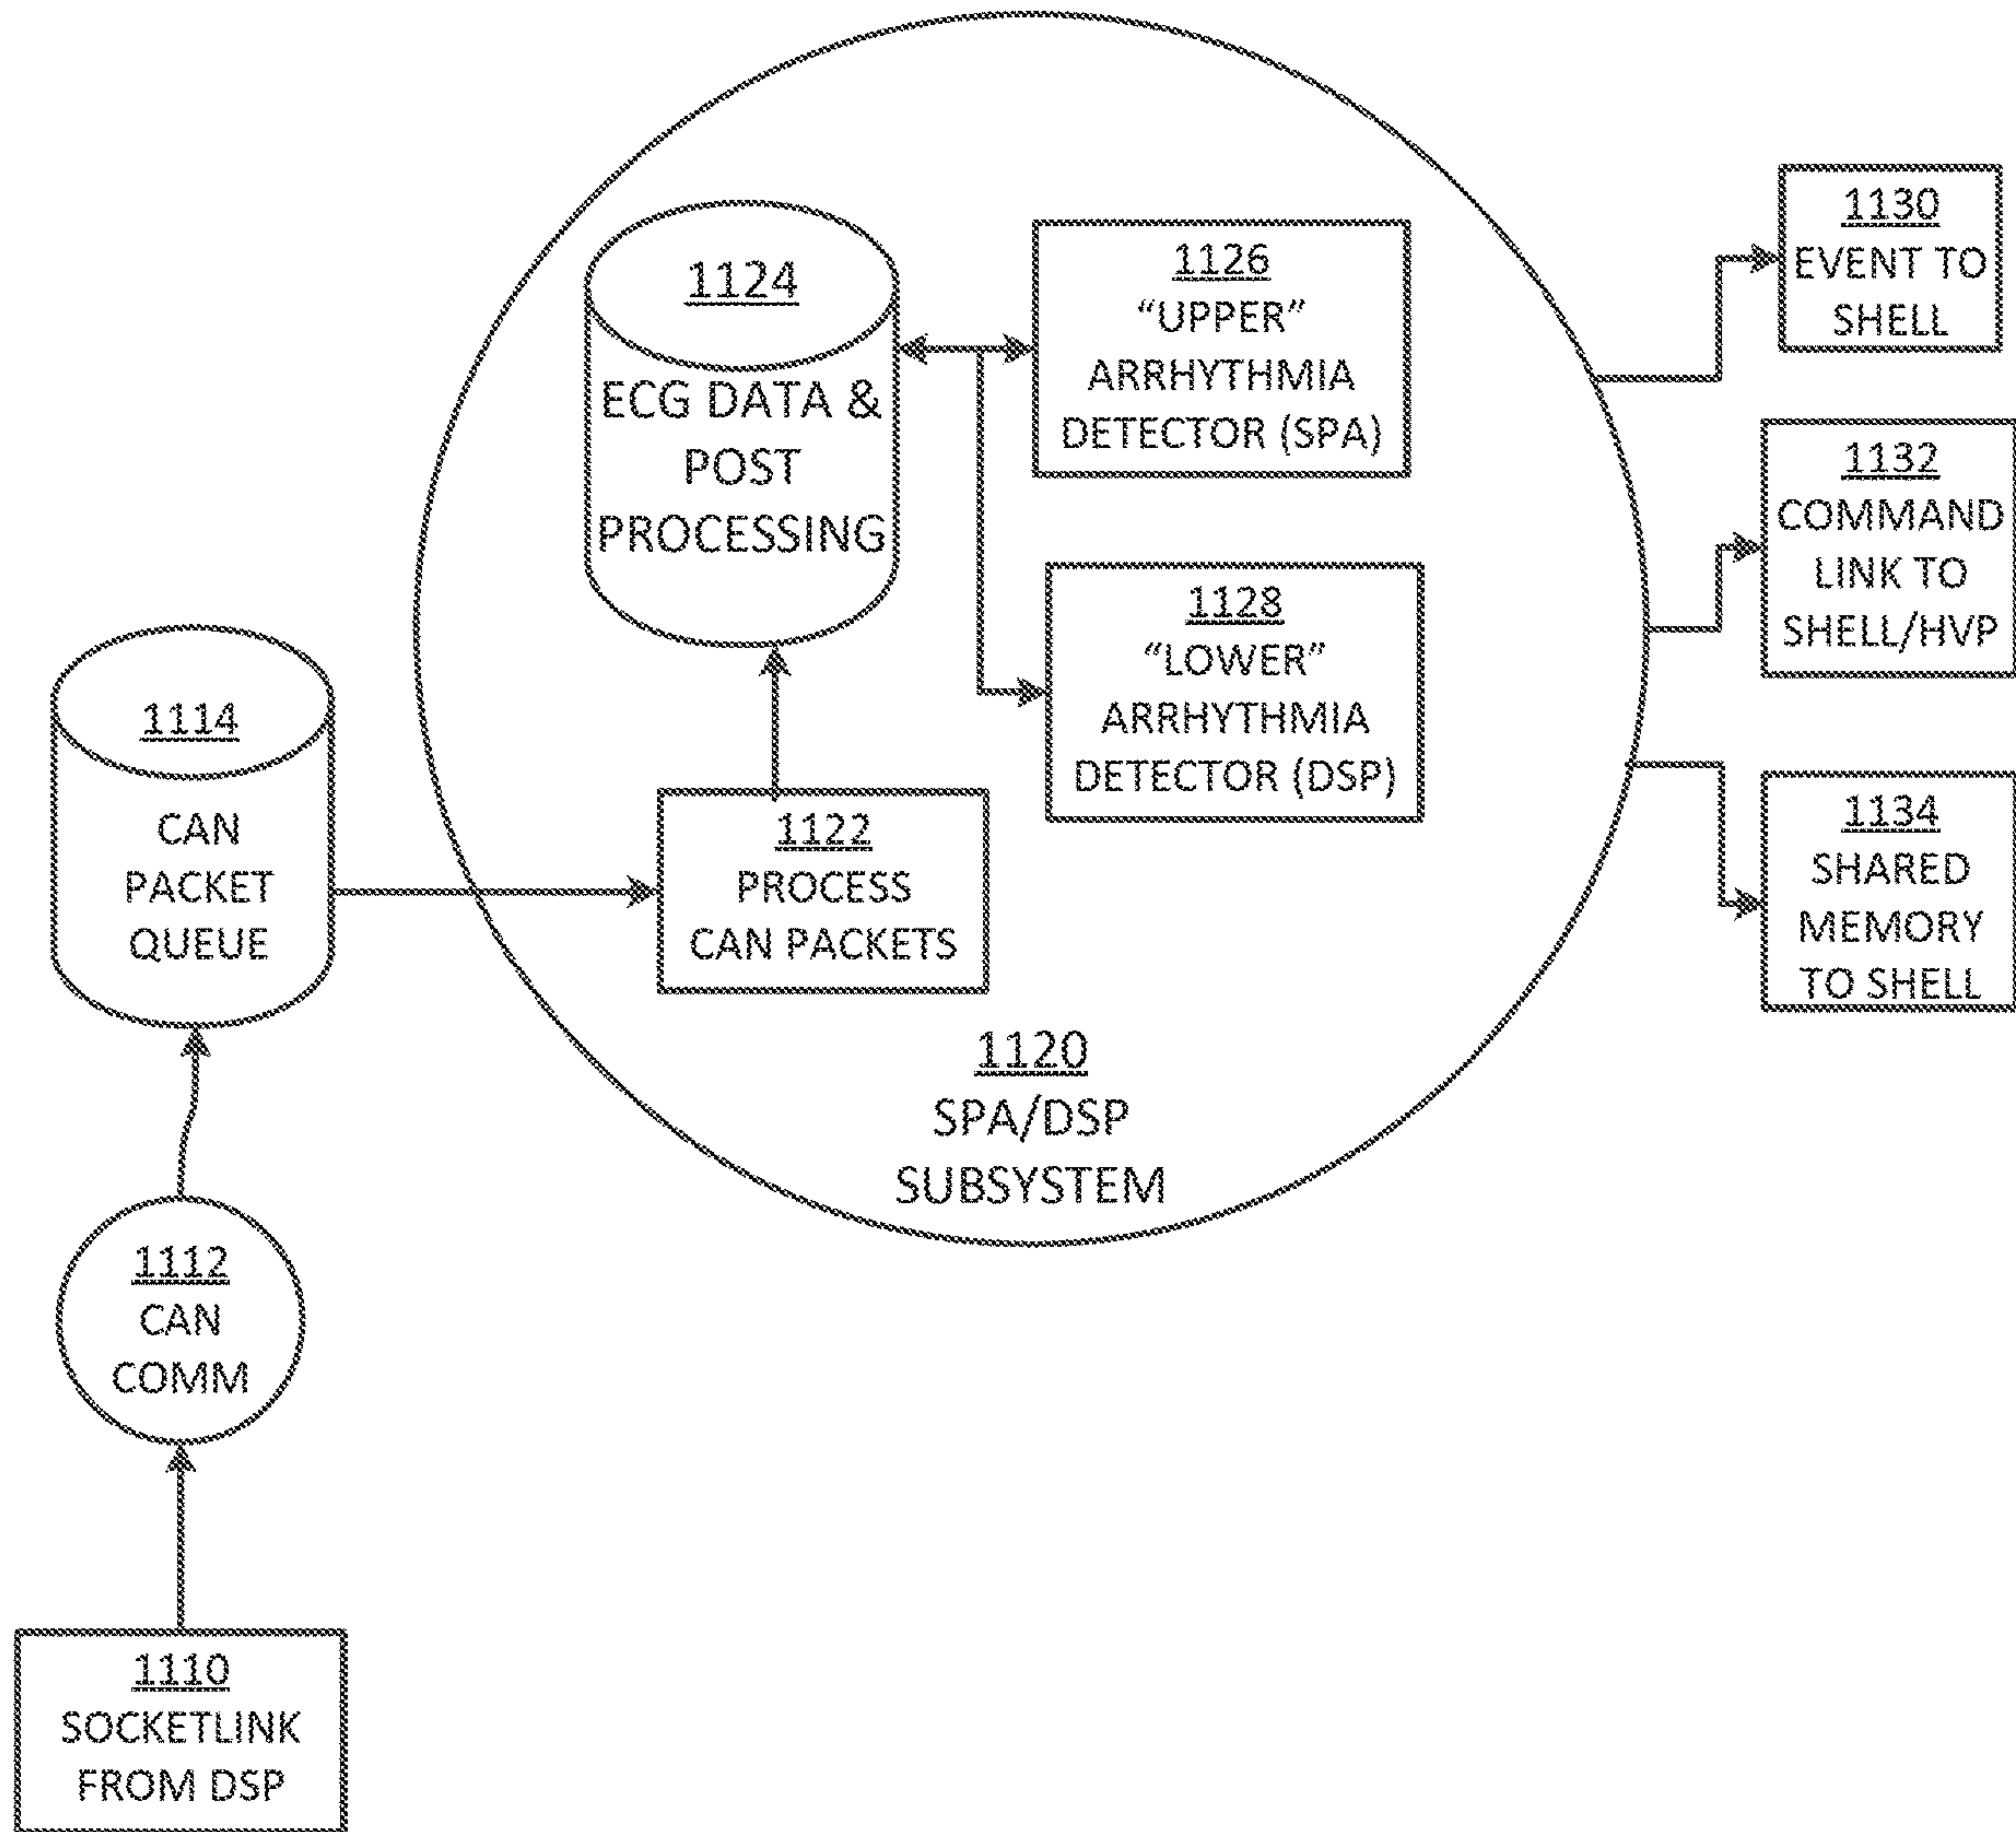 1124
ECG DATA &
POST
PROCESSING
1126
“UPPER”
ARRHYTHMIA
DETECTOR (SPA)
1128
“LOWER”
ARRHYTHMIA
DETECTOR (DSP)
1130
EVENT TO
SHELL
1132
COMMAND
LINK TO
SHELL/HVP
1134
SHARED
MEMORY
TO SHELL
1114
CAN
PACKET
QUEUE
1122
PROCESS
CAN PACKETS
1120
SPA/DSP
SUBSYSTEM
1112
CAN
COMM
1110
SOCKETLINK
FROM DSP